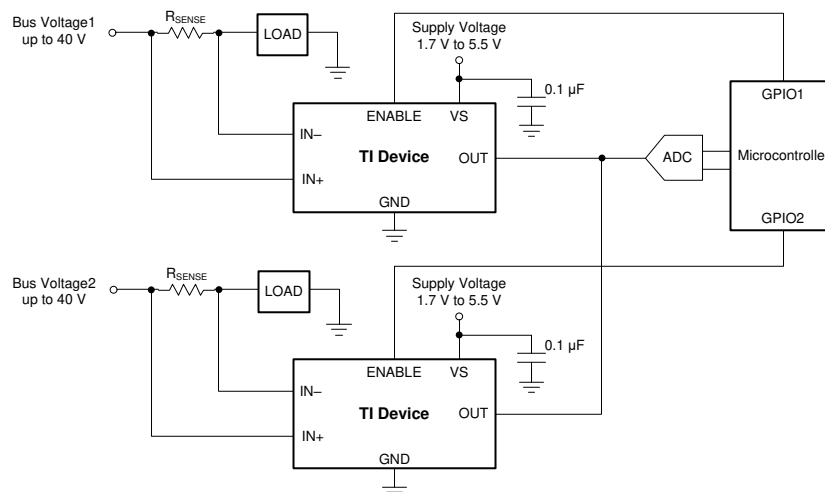 Bus Voltage1
up to 40 V
RSENSE
LOAD
Supply Voltage
1.7 V to 5.5 V
0.1 µF
ENABLE
VS
IN−
TI Device
OUT
IN+
GND
ADC
GPIO1
Microcontrolle
GPIO2
Bus Voltage2
up to 40 V
RSENSE
LOAD
Supply Voltage
1.7 V to 5.5 V
0.1 µF
ENABLE
VS
IN−
TI Device
OUT
IN+
GND